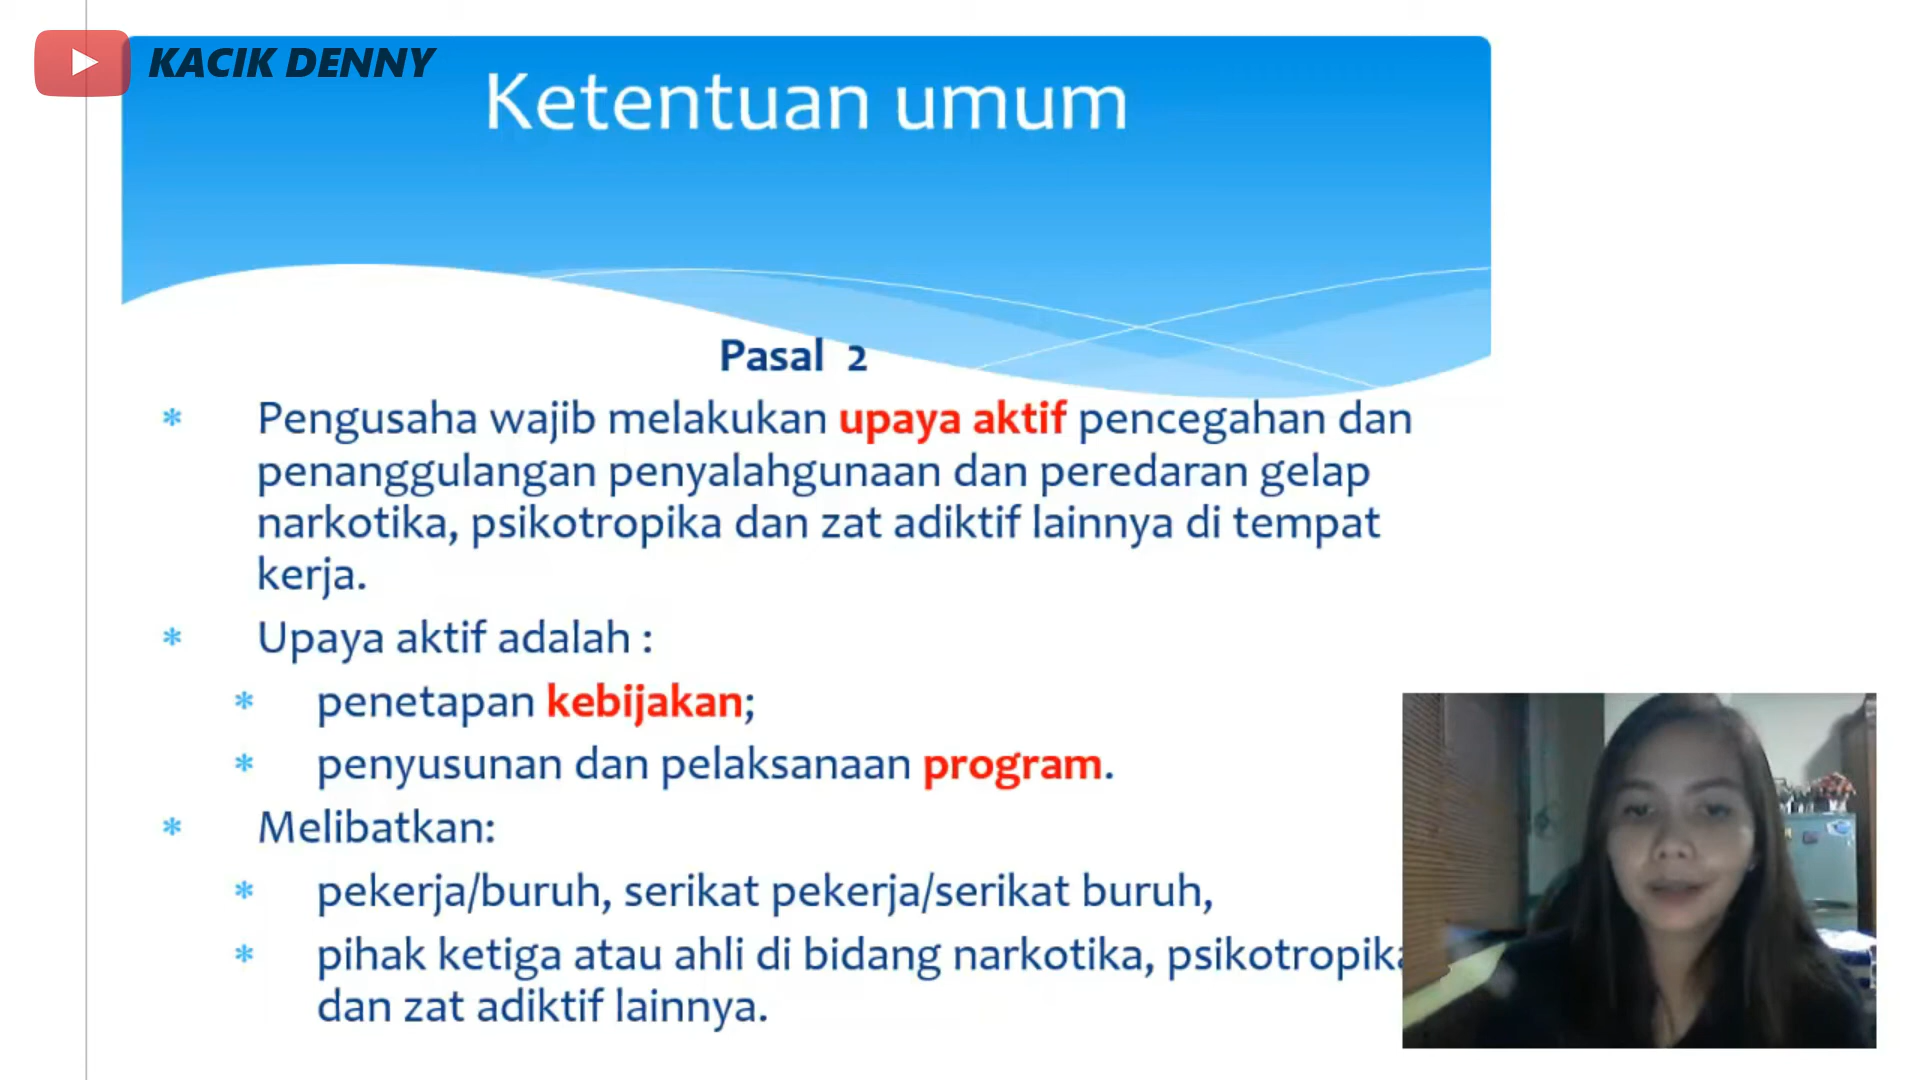 KACIK DENNY
Ketentuan umum
Pasal 2
* Pengusaha wajib melakukan upaya aktif pencegahan dan
penanggulangan penyalahgunaan dan peredaran gelap
narkotika, psikotropika dan zat adiktif lainnya di tempat
kerja.
* Upaya aktif adalah :
* penetapan kebijakan;
* penyusunan dan pelaksanaan program.
* Melibatkan:
* pekerja/buruh, serikat pekerja/serikat buruh,
* pihak ketiga atau ahli di bidang narkotika, psikotropika
dan zat adiktif lainnya.